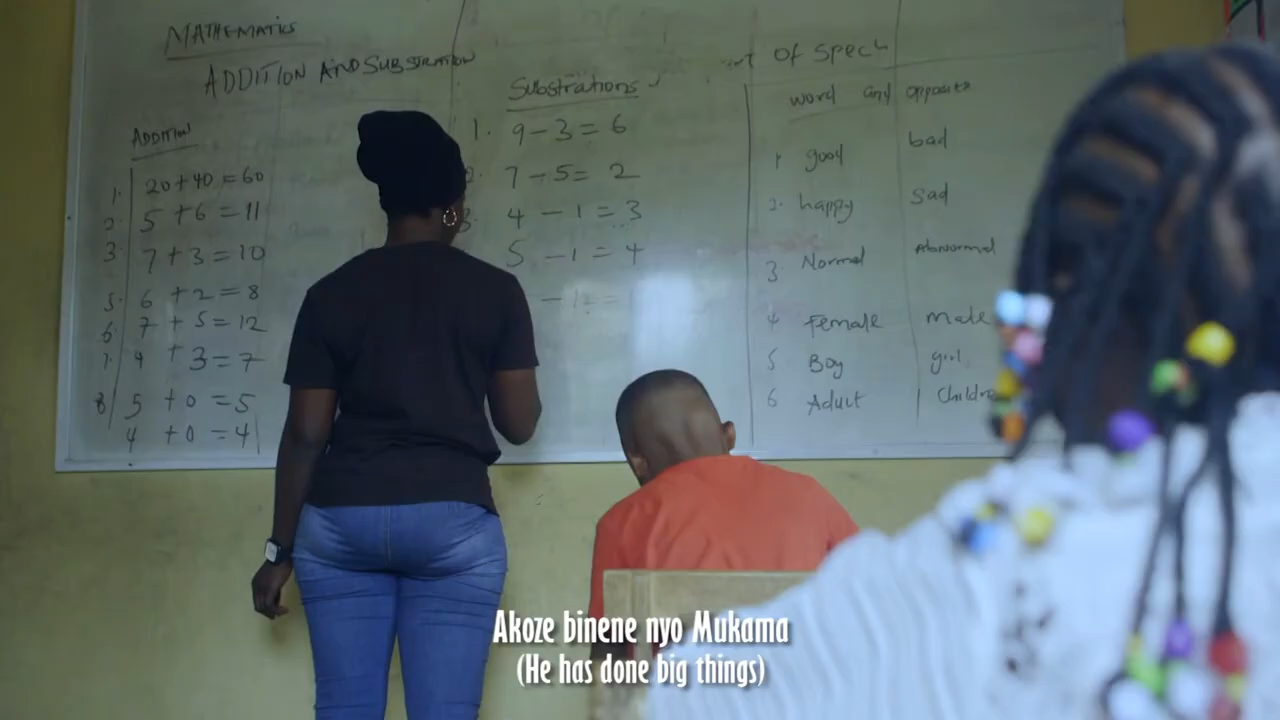 MATHEMATICS
ADDITION AND SUBSTRATION
ADDITION
1. 20+40=60
2. 5+6=11
3. 7+3=10
5. 6+2=8
6. 7+5=12
7. 4+3=7
8 5+0=5
4+0=4
Substrations
1. 9-3=6
2. 7-5=2
3. 4-1=3
5-1=4
-1=
of Spech
word and opposite
1 good bad
2. happy sad
3 Normal Abnormal
4 Female male
5 Boy girl
6 Adult
Akoze binene nyo Mukama
(He has done big things)